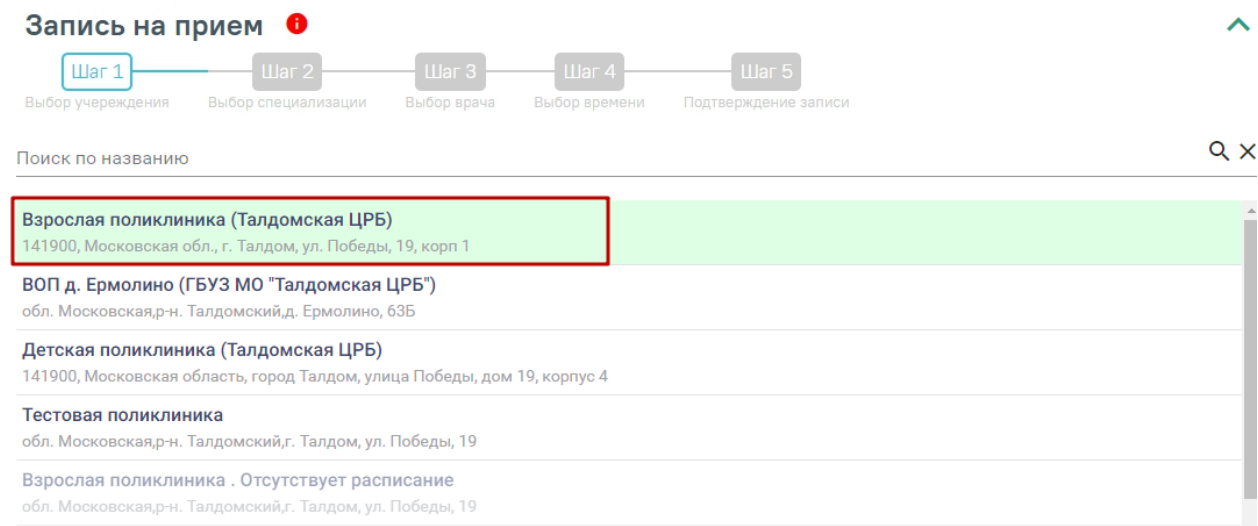 Запись на прием
Шаг 1 Шаг 2 Шаг 3 Шаг 4 Шаг 5
Выбор учереждения Выбор специализации Выбор врача Выбор времени Подтверждение записи
Поиск по названию
Взрослая поликлиника (Талдомская ЦРБ)
141900, Московская обл., г. Талдом, ул. Победы, 19, корп 1
ВОП д. Ермолино (ГБУЗ МО "Талдомская ЦРБ")
обл. Московская,р-н. Талдомский,д. Ермолино, 63Б
Детская поликлиника (Талдомская ЦРБ)
141900, Московская область, город Талдом, улица Победы, дом 19, корпус 4
Тестовая поликлиника
обл. Московская,р-н. Талдомский,г. Талдом, ул. Победы, 19
Взрослая поликлиника . Отсутствует расписание
обл. Московская,р-н. Талдомский,г. Талдом, ул. Победы, 19